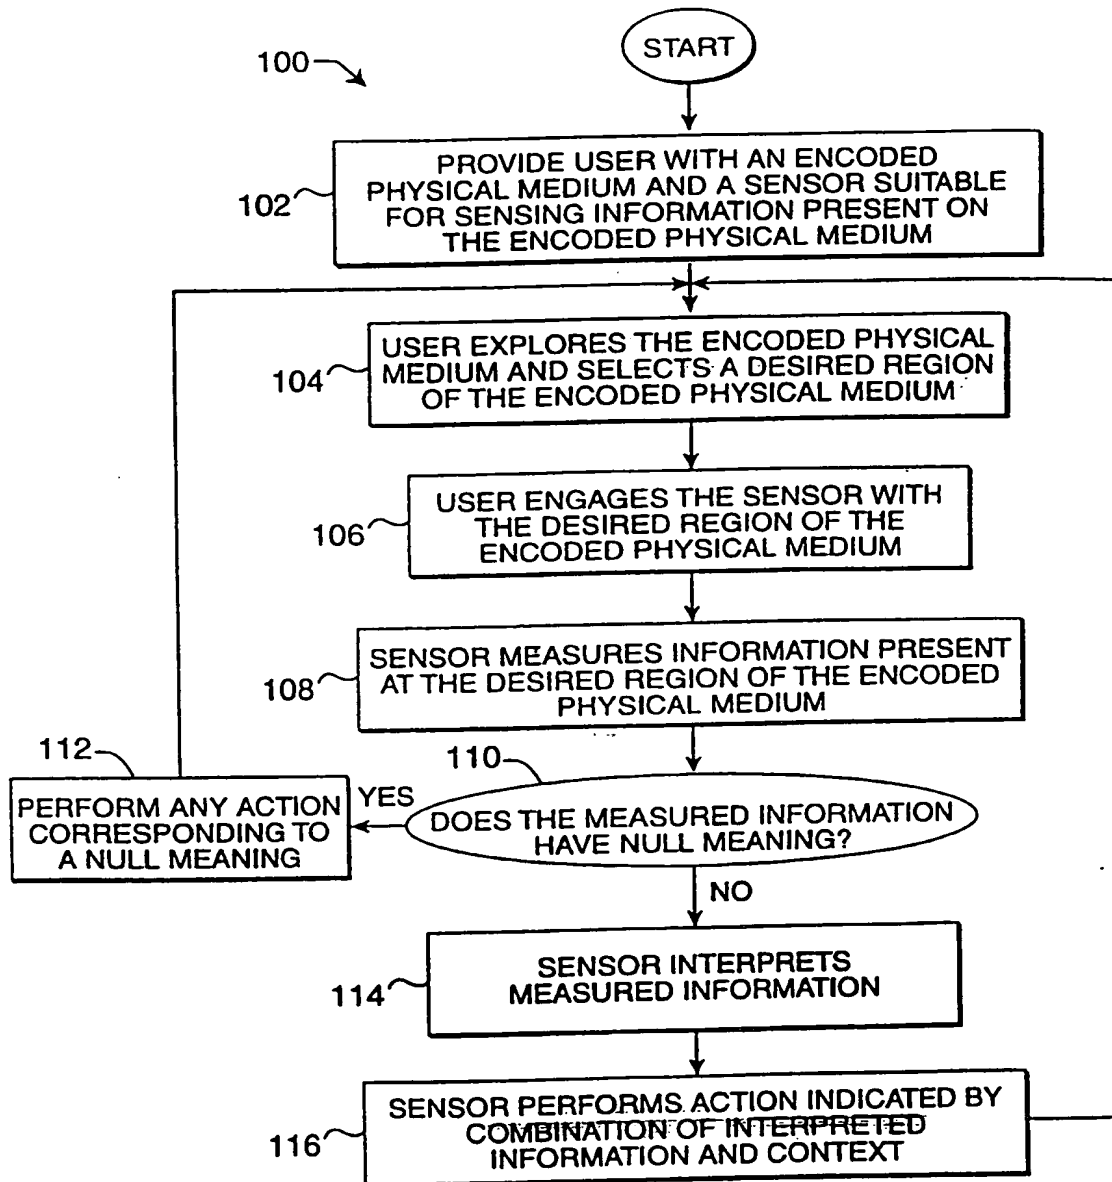 START
100
PROVIDE USER WITH AN ENCODED
PHYSICAL MEDIUM AND A SENSOR SUITABLE
FOR SENSING INFORMATION PRESENT ON
THE ENCODED PHYSICAL MEDIUM
102
USER EXPLORES THE ENCODED PHYSICAL
MEDIUM AND SELECTS A DESIRED REGION
OF THE ENCODED PHYSICAL MEDIUM
104
USER ENGAGES THE SENSOR WITH
THE DESIRED REGION OF THE
ENCODED PHYSICAL MEDIUM
106
SENSOR MEASURES INFORMATION PRESENT
AT THE DESIRED REGION OF THE ENCODED
PHYSICAL MEDIUM
108
110
DOES THE MEASURED INFORMATION
HAVE NULL MEANING?
YES
112
PERFORM ANY ACTION
CORRESPONDING TO
A NULL MEANING
NO
SENSOR INTERPRETS
MEASURED INFORMATION
114
SENSOR PERFORMS ACTION INDICATED BY
COMBINATION OF INTERPRETED
INFORMATION AND CONTEXT
116